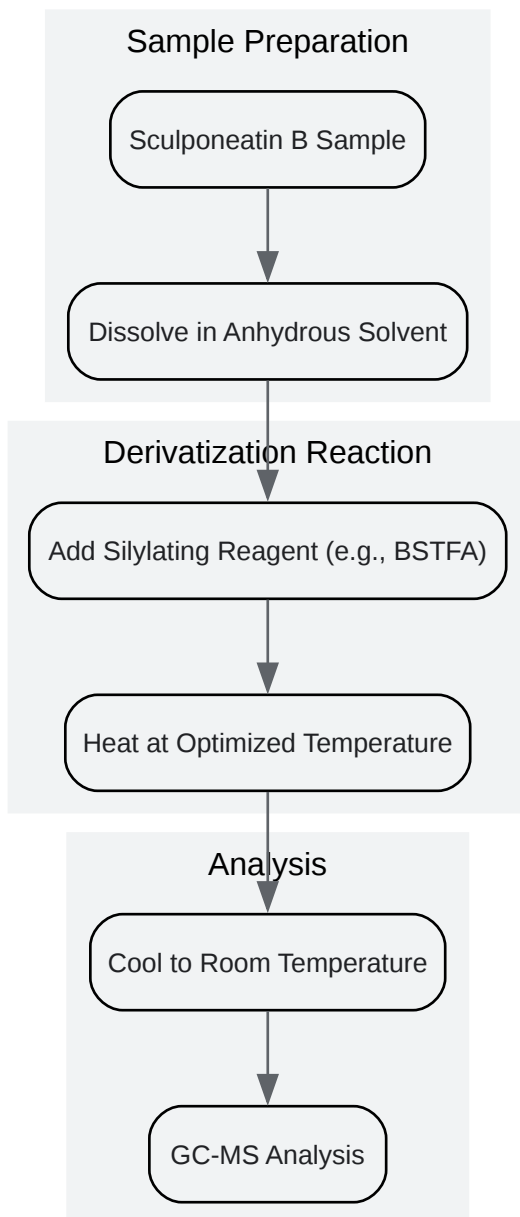 Sample Preparation
Sculponeatin B Sample
Dissolve in Anhydrous Solvent
Derivatization Reaction
Add Silylating Reagent (e.g., BSTFA)
Heat at Optimized Temperature
Analysis
Cool to Room Temperature
GC-MS Analysis